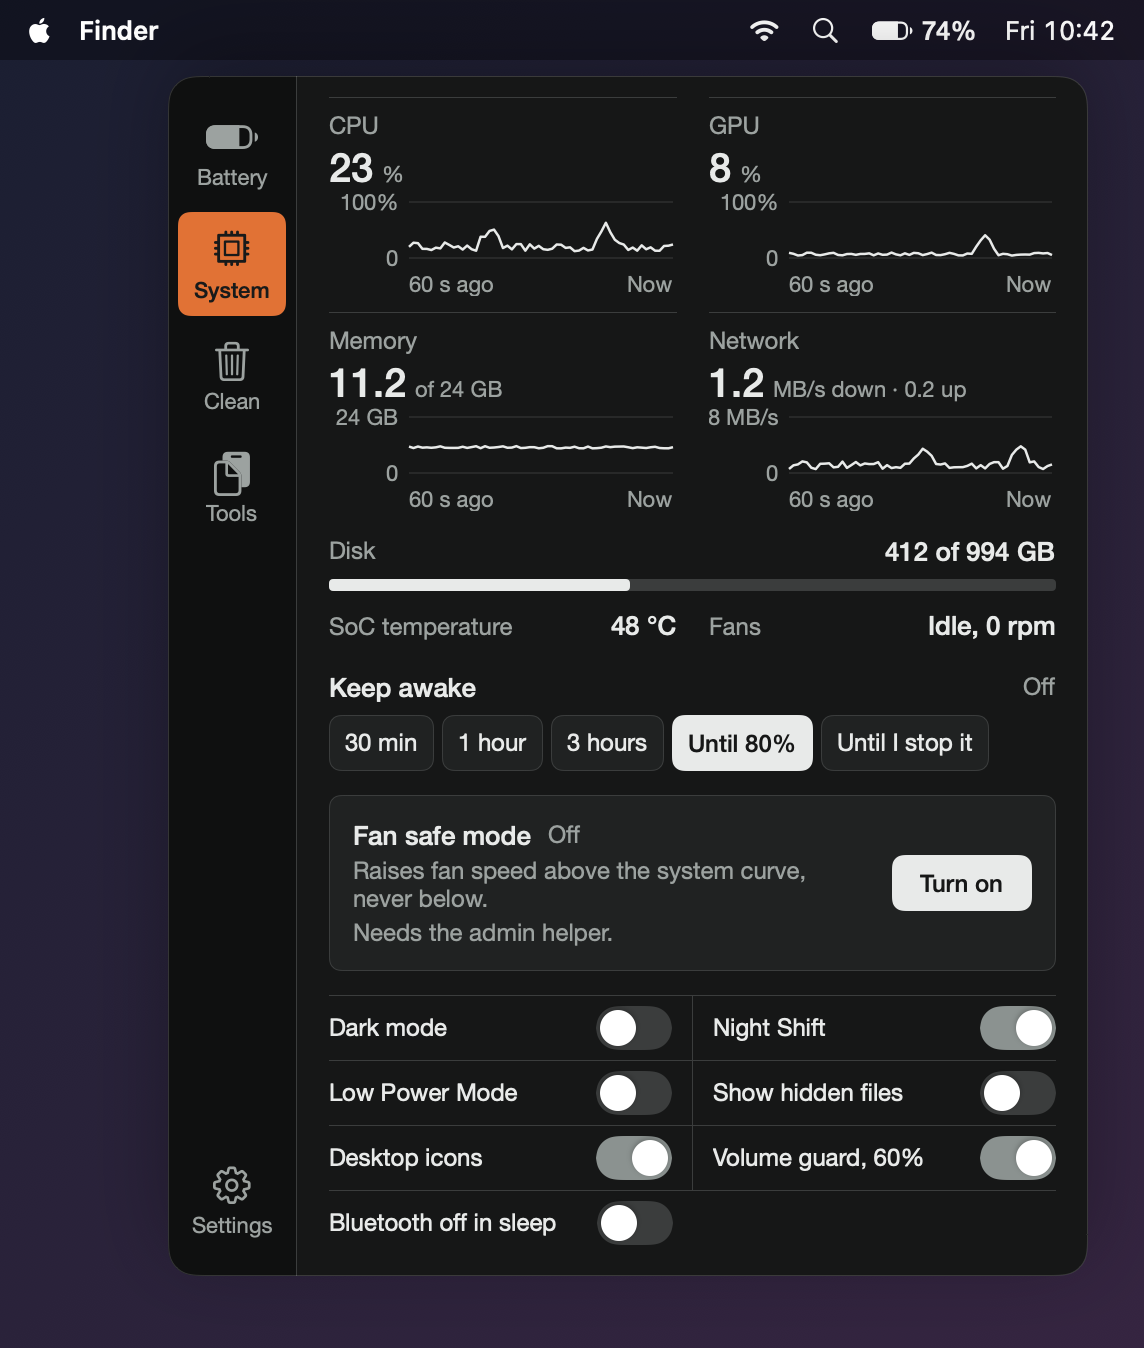 Finder
74%
Fri 10:42
Battery
System
Clean
Tools
Settings
CPU
23 %
100%
0
60 s ago
Now
GPU
8 %
100%
0
60 s ago
Now
Memory
11.2 of 24 GB
24 GB
0
60 s ago
Now
Network
1.2 MB/s down · 0.2 up
8 MB/s
0
60 s ago
Now
Disk
412 of 994 GB
SoC temperature
48 °C
Fans
Idle, 0 rpm
Keep awake
Off
30 min
1 hour
3 hours
Until 80%
Until I stop it
Fan safe mode Off
Raises fan speed above the system curve,
never below.
Needs the admin helper.
Turn on
Dark mode
Night Shift
Low Power Mode
Show hidden files
Desktop icons
Volume guard, 60%
Bluetooth off in sleep